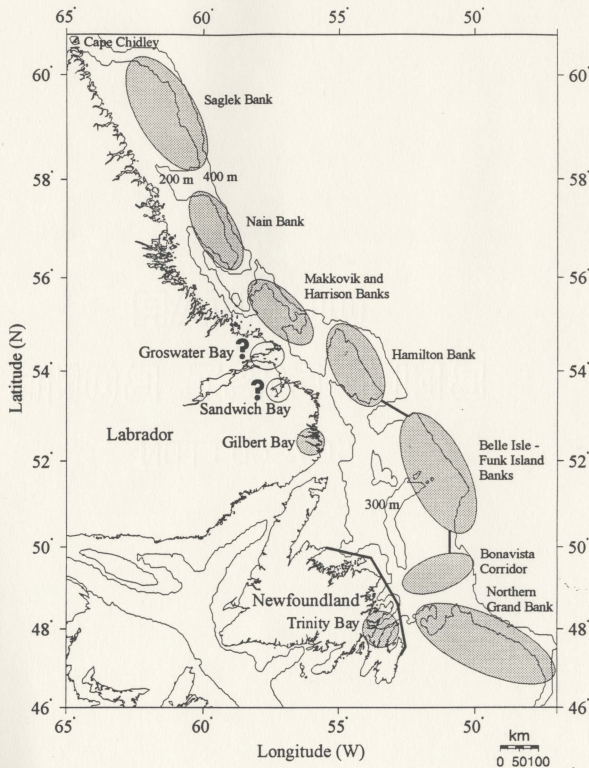 65˚ 60˚ 55˚ 50˚
Cape Chidley
60˚ 60˚
Saglek Bank
200 m 400 m
58˚ 58˚
Nain Bank
56˚ 56˚
Makkovik and
Harrison Banks
Groswater Bay ?
54˚ 54˚
Hamilton Bank
?
Sandwich Bay
Labrador
Gilbert Bay
Belle Isle -
Funk Island
Banks
52˚ 52˚
300 m
50˚ 50˚
Bonavista
Corridor
Newfoundland
Northern
Grand Bank
Trinity Bay
48˚ 48˚
46˚ 46˚
65˚ 60˚ 55˚ 50˚
Latitude (N)
Longitude (W)
km
0 50100